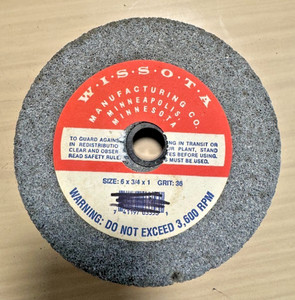 W·I·S·S·O·T·A
MANUFACTURING CO.
MINNEAPOLIS,
MINNESOTA
TO GUARD AGAINS ING IN TRANSIT OR
IN REDISTRIBUTIO R PLANT, STAND
CLEAR AND OBSER TES BEFORE USING.
READ SAFETY RULE MUST BE USED.
SIZE: 6 x 3/4 x 1 GRIT: 36
WARNING: DO NOT EXCEED 3,600 RPM